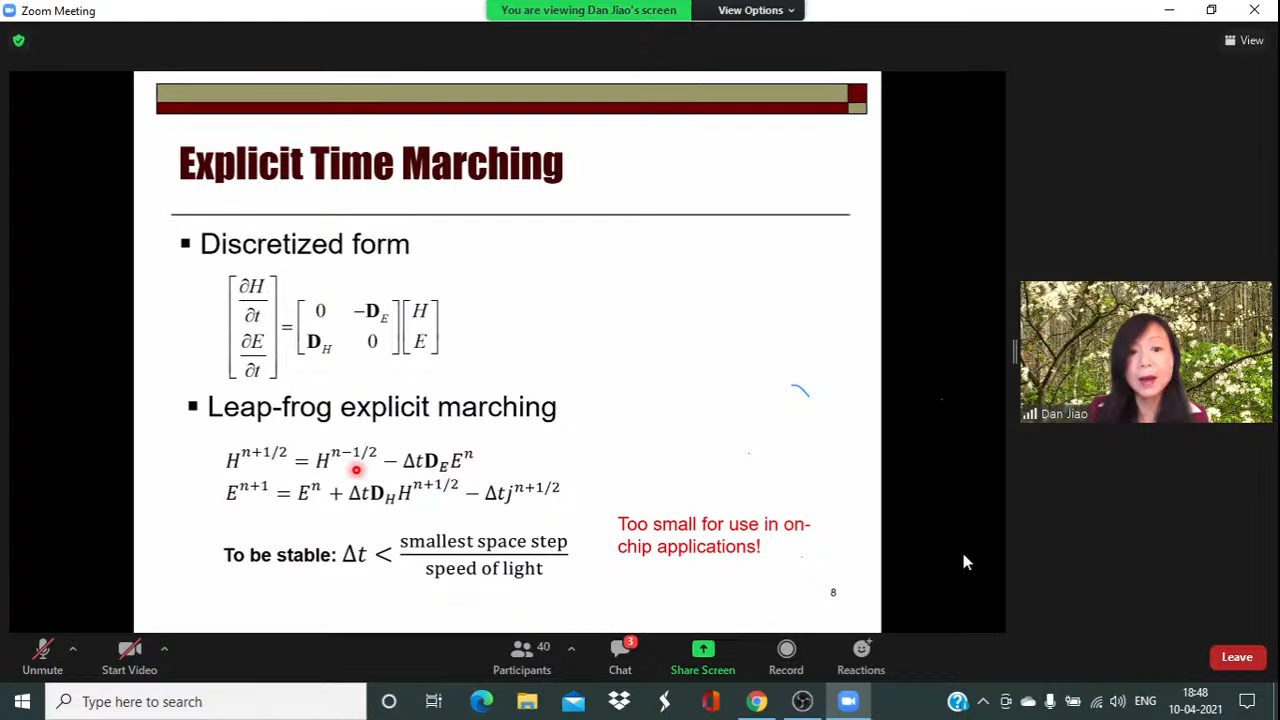 Zoom Meeting
You are viewing Dan Jiao's screen
View Options
View
Explicit Time Marching
▪ Discretized form
[∂H/∂t ∂E/∂t] = [0 −D_E D_H 0] [H E]
▪ Leap-frog explicit marching
H^{n+1/2} = H^{n−1/2} − ΔtD_E E^n
E^{n+1} = E^n + ΔtD_H H^{n+1/2} − Δtj^{n+1/2}
To be stable: Δt < smallest space step / speed of light
Too small for use in on-
chip applications!
8
Dan Jiao
Unmute
Start Video
40
Participants
3
Chat
Share Screen
Record
Reactions
Leave
Type here to search
ENG
18:48
10-04-2021